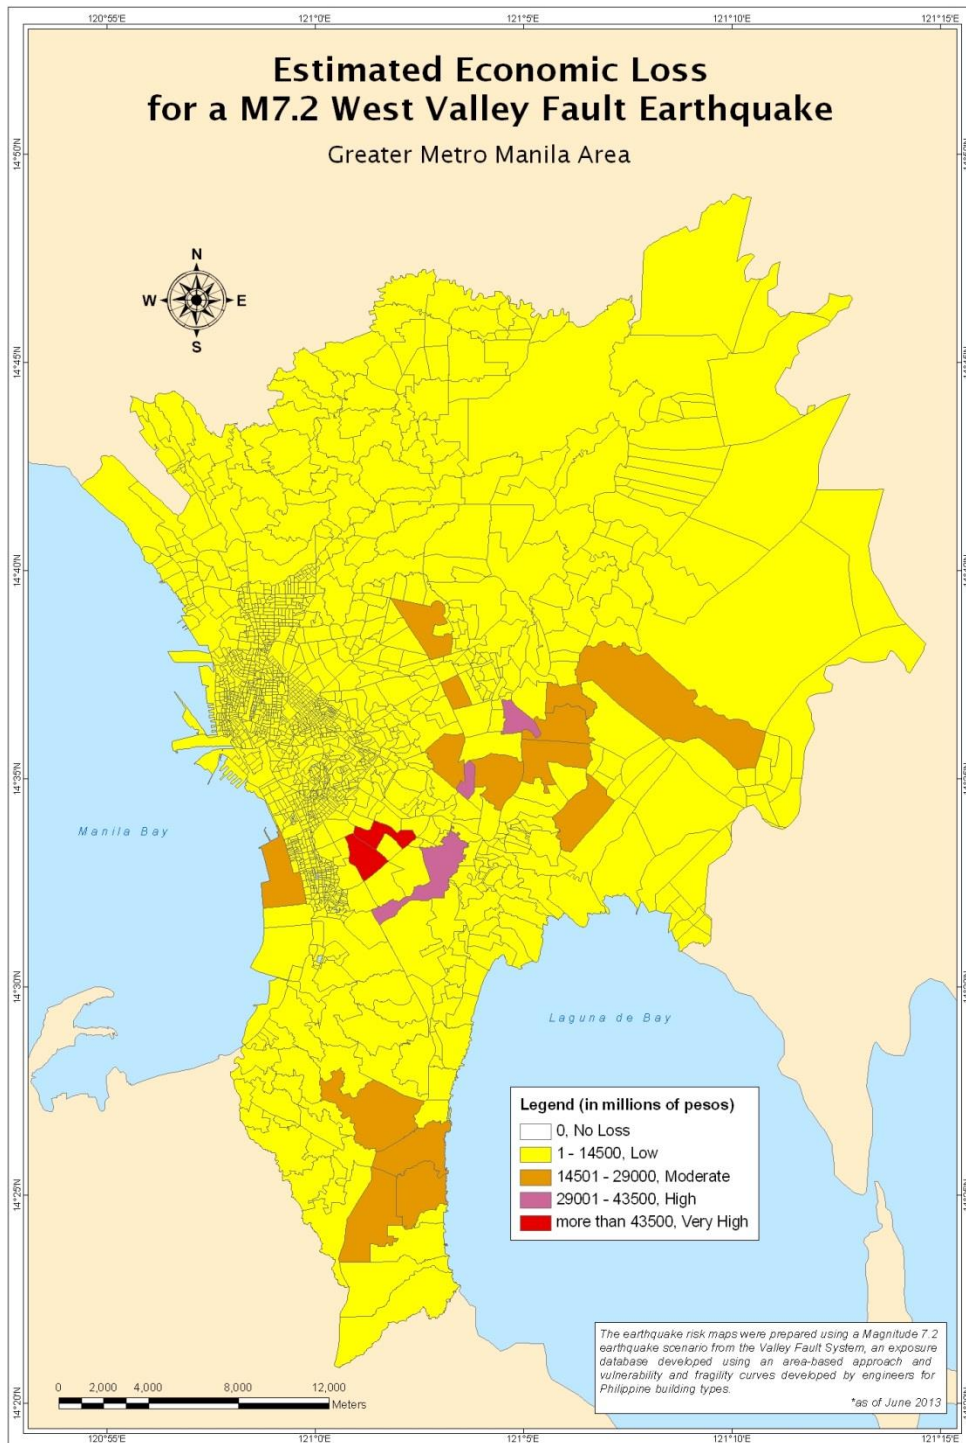 120°55'E 121°0'E 121°5'E 121°10'E 121°15'E
Estimated Economic Loss
for a M7.2 West Valley Fault Earthquake
Greater Metro Manila Area
14°50'N
N
W E
S
14°45'N
14°40'N
14°35'N
Manila Bay
14°30'N
Laguna de Bay
Legend (in millions of pesos)
0, No Loss
1 - 14500, Low
14501 - 29000, Moderate
29001 - 43500, High
more than 43500, Very High
14°25'N
The earthquake risk maps were prepared using a Magnitude 7.2
earthquake scenario from the Valley Fault System, an exposure
database developed using an area-based approach and
vulnerability and fragility curves developed by engineers for
Philippine building types.
*as of June 2013
0 2,000 4,000 8,000 12,000
Meters
14°20'N
120°55'E 121°0'E 121°5'E 121°10'E 121°15'E